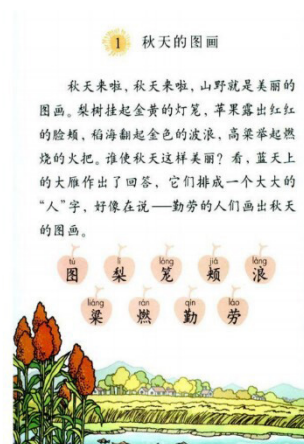 1 秋天的图画
秋天来啦，秋天来啦，山野就是美丽的
图画。梨树挂起金黄的灯笼，苹果露出红红
的脸颊，稻海翻起金色的波浪，高粱举起燃
烧的火把。谁使秋天这样美丽？看，蓝天上
的大雁作出了回答，它们排成一个大大的
“人”字，好像在说——勤劳的人们画出秋天
的图画。
tú lí lóng jiá làng
图 梨 笼 颊 浪
liáng rán qín láo
梁 燃 勤 劳